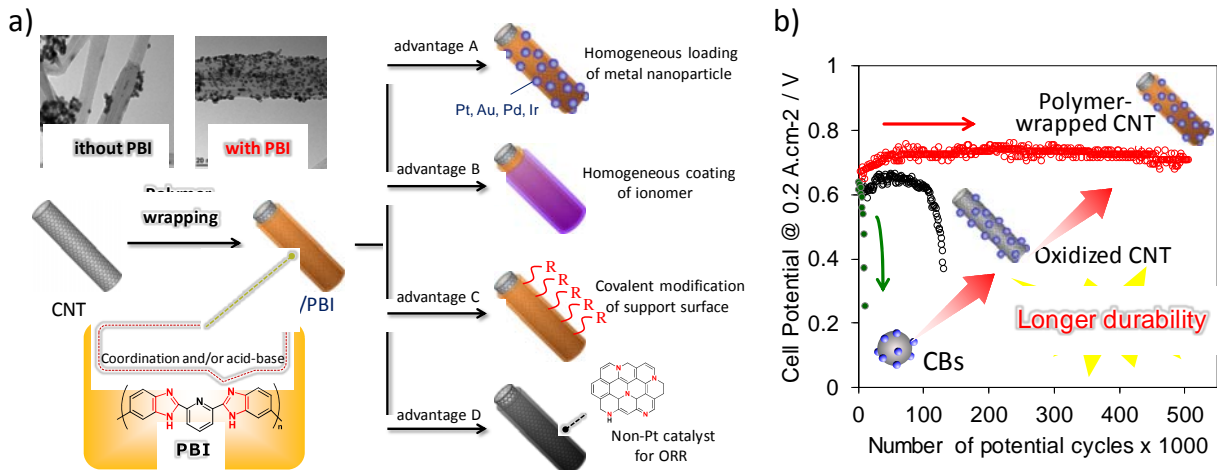 a)
ithout PBI
with PBI
wrapping
CNT
/PBI
Coordination and/or acid-base
N
N
N
N
H
N
H
n
PBI
advantage A
Homogeneous loading
of metal nanoparticle
Pt, Au, Pd, Ir
advantage B
Homogeneous coating
of ionomer
advantage C
R
R
R
R
R
Covalent modification
of support surface
advantage D
Non-Pt catalyst
for ORR
b)
Cell Potential @ 0.2 A.cm-2 / V
1
0.8
0.6
0.4
0.2
0
Polymer-
wrapped CNT
Oxidized CNT
Longer durability
CBs
0
100
200
300
400
500
Number of potential cycles x 1000